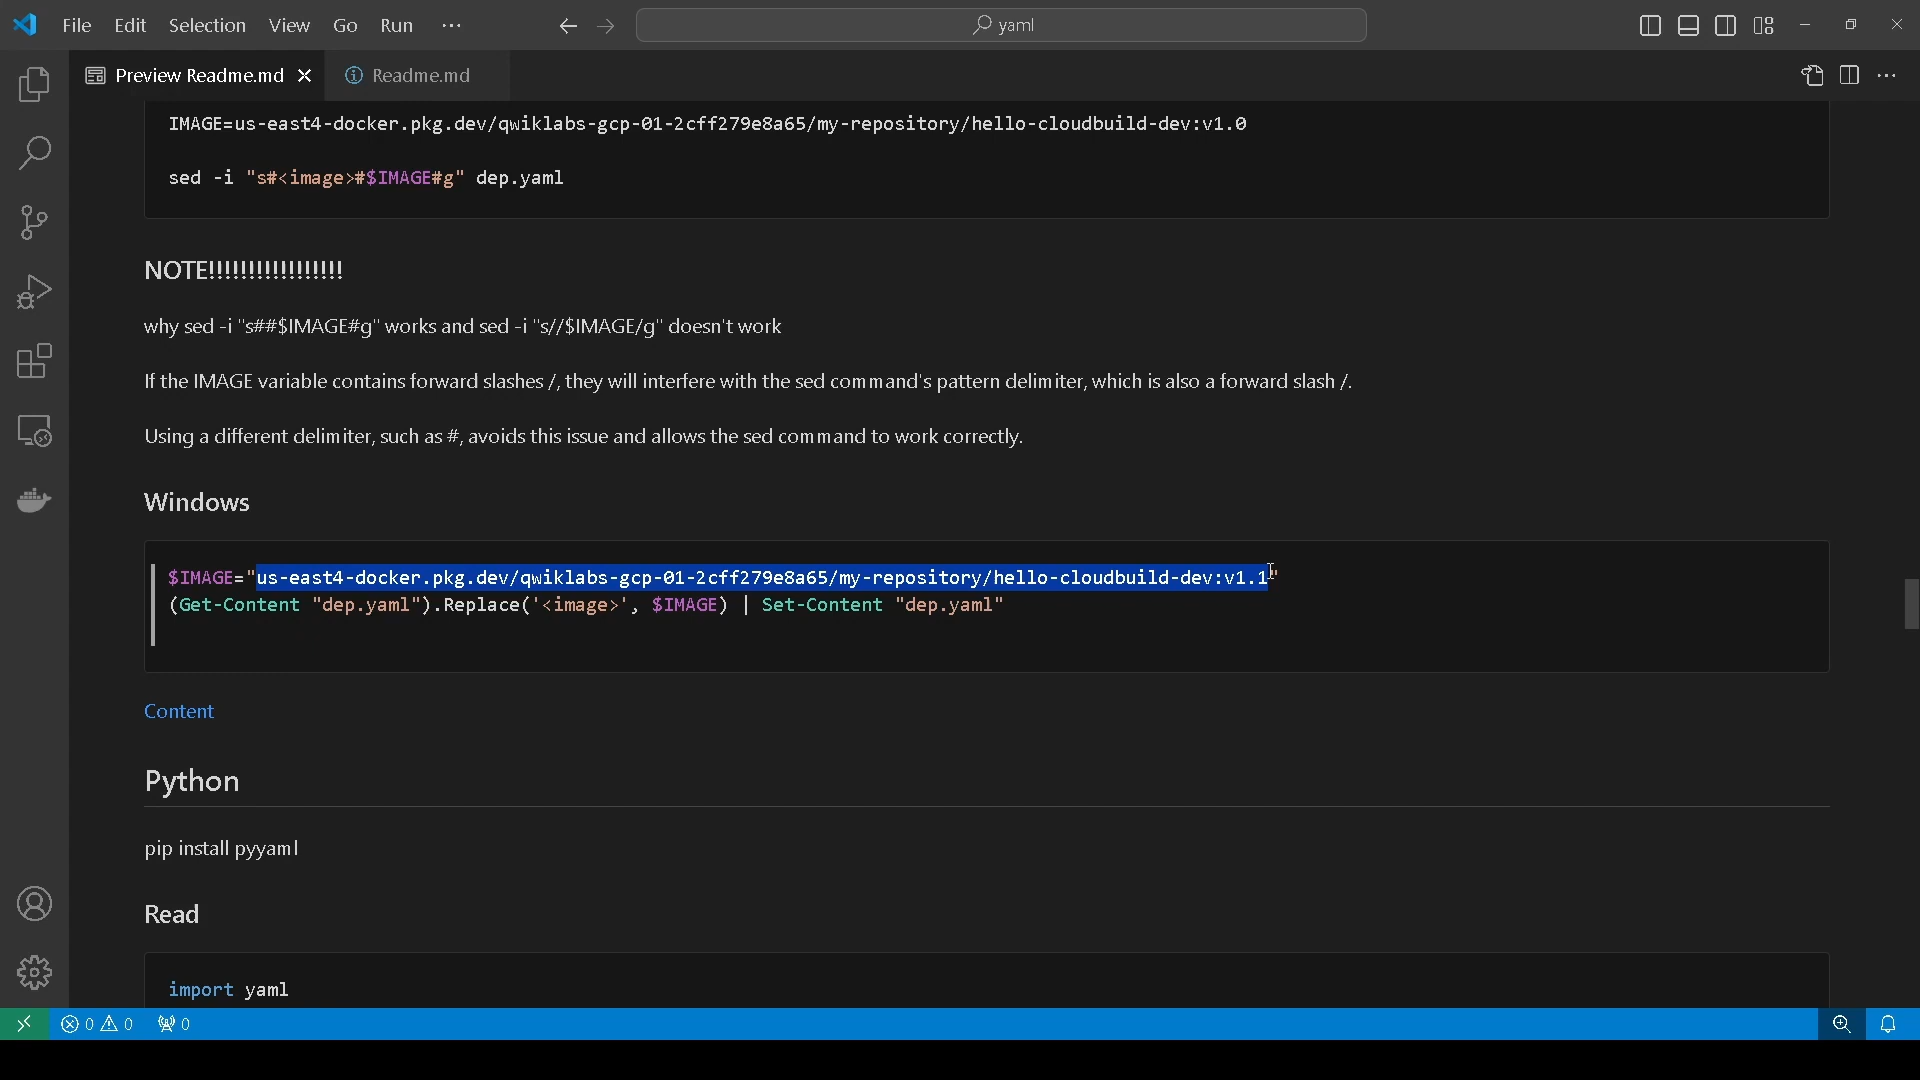 File Edit Selection View Go Run ···
yaml
Preview Readme.md
Readme.md
IMAGE=us-east4-docker.pkg.dev/qwiklabs-gcp-01-2cff279e8a65/my-repository/hello-cloudbuild-dev:v1.0
sed -i "s#<image>#$IMAGE#g" dep.yaml
NOTE!!!!!!!!!!!!!!!!!
why sed -i "s##$IMAGE#g" works and sed -i "s//$IMAGE/g" doesn't work
If the IMAGE variable contains forward slashes /, they will interfere with the sed command's pattern delimiter, which is also a forward slash /.
Using a different delimiter, such as #, avoids this issue and allows the sed command to work correctly.
Windows
$IMAGE="us-east4-docker.pkg.dev/qwiklabs-gcp-01-2cff279e8a65/my-repository/hello-cloudbuild-dev:v1.1"
(Get-Content "dep.yaml").Replace('<image>', $IMAGE) | Set-Content "dep.yaml"
Content
Python
pip install pyyaml
Read
import yaml
0 0 0